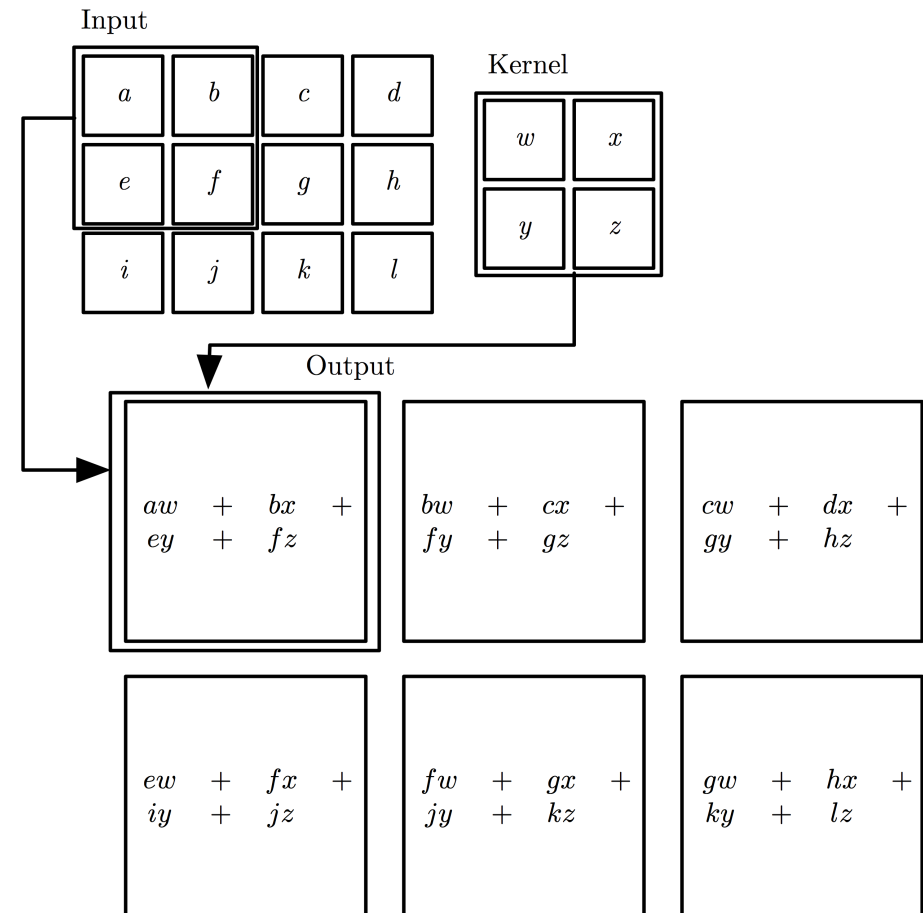 Input
Kernel
a b c d
w x
e f g h
y z
i j k l
Output
aw + bx +
ey + fz
bw + cx +
fy + gz
cw + dx +
gy + hz
ew + fx +
iy + jz
fw + gx +
jy + kz
gw + hx +
ky + lz